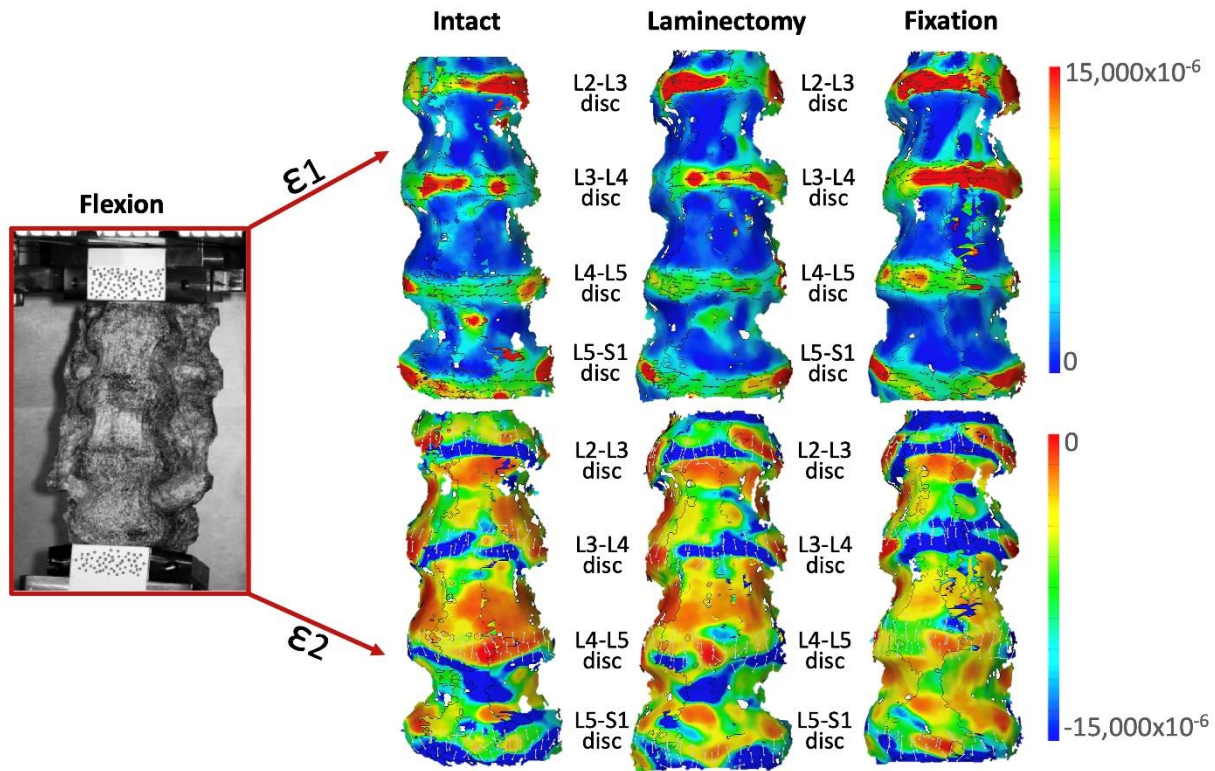 Intact
Laminectomy
Fixation
15,000x10⁻⁶
L2-L3
disc
L2-L3
disc
ε1
L3-L4
disc
L3-L4
disc
Flexion
L4-L5
disc
L4-L5
disc
L5-S1
disc
L5-S1
disc
0
0
L2-L3
disc
L2-L3
disc
L3-L4
disc
L3-L4
disc
ε2
L4-L5
disc
L4-L5
disc
L5-S1
disc
L5-S1
disc
-15,000x10⁻⁶